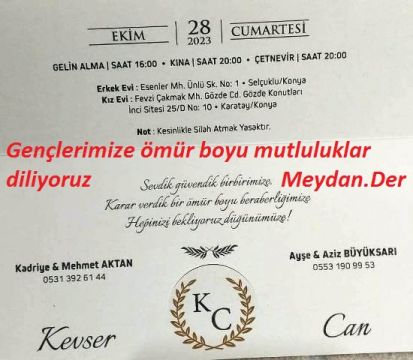 EKİM | 28 2023 | CUMARTESİ
GELİN ALMA | SAAT 16:00 • KINA | SAAT 20:00 • ÇETNEVİR | SAAT 20:00
Erkek Evi : Esenler Mh. Ünlü Sk. No: 1 • Selçuklu/Konya
Kız Evi : Fevzi Çakmak Mh. Gözde Cd. Gözde Konutları
İnci Sitesi 25/D No: 10 • Karatay/Konya
Not : Kesinlikle Silah Atmak Yasaktır.
Gençlerimize ömür boyu mutluluklar
diliyoruz Meydan.Der
Sevdik güvendik birbirimize,
Karar verdik bir ömür boyu beraberliğimize
Hepinizi bekliyoruz düğünümüze!
Kadriye & Mehmet AKTAN
0531 392 61 44
Ayşe & Aziz BÜYÜKSARI
0553 190 99 53
K C
Kevser
Can